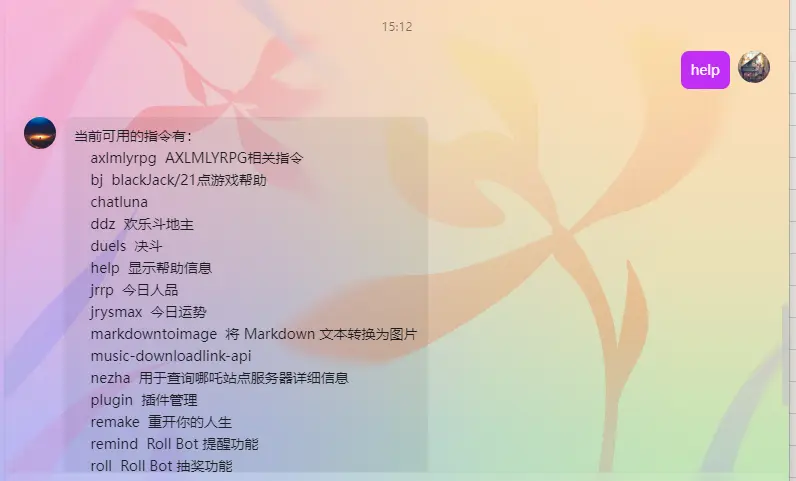 15:12
help
当前可用的指令有：
axlmlyrpg AXLMLYRPG相关指令
bj blackJack/21点游戏帮助
chatluna
ddz 欢乐斗地主
duels 决斗
help 显示帮助信息
jrrp 今日人品
jrysmax 今日运势
markdowntoimage 将 Markdown 文本转换为图片
music-downloadlink-api
nezha 用于查询哪吒站点服务器详细信息
plugin 插件管理
remake 重开你的人生
remind Roll Bot 提醒功能
roll Roll Bot 抽奖功能